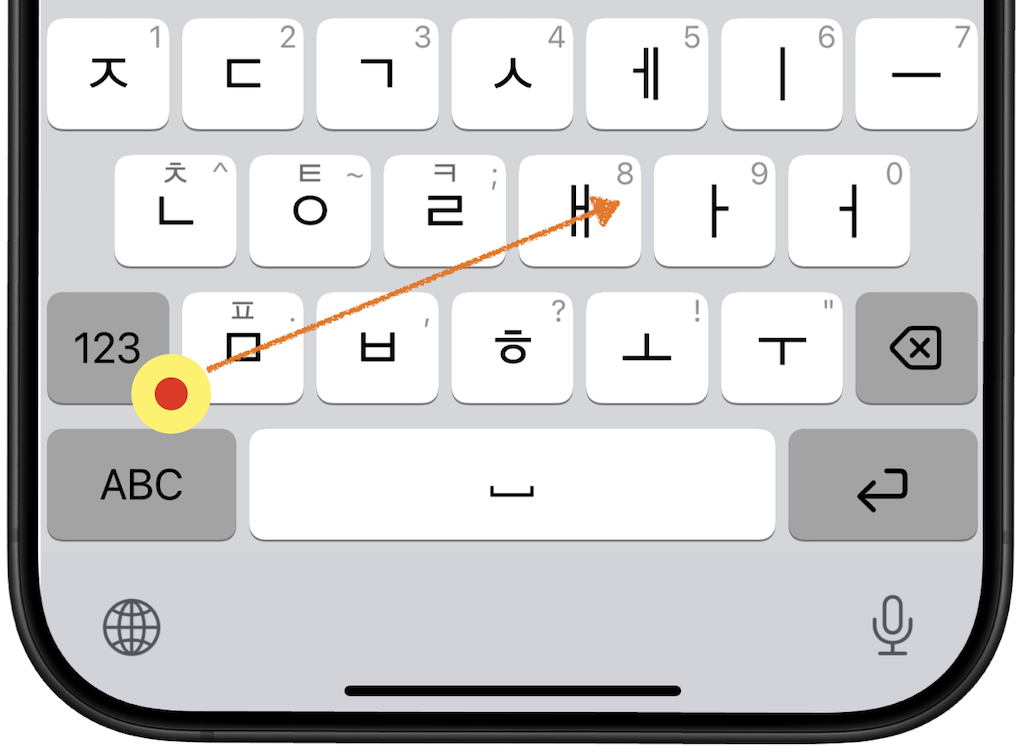 ㅈ 1 ㄷ 2 ㄱ 3 ㅅ 4 ㅔ 5 ㅣ 6 ㅡ 7
ㄴ ㅊ ^ ㅇ ㅌ ~ ㄹ ㅋ ; ㅐ 8 ㅏ 9 ㅓ 0
123 ㅁ ㅍ . ㅂ , ㅎ ? ㅗ ! ㅜ "
ABC